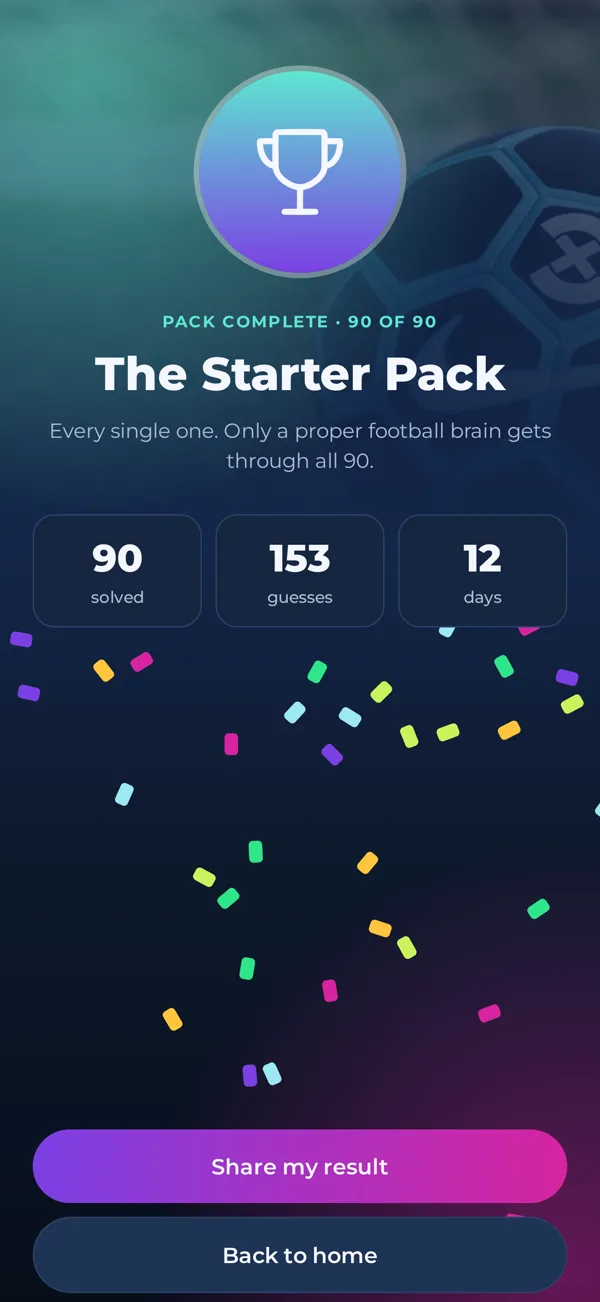 PACK COMPLETE · 90 OF 90
The Starter Pack
Every single one. Only a proper football brain gets
through all 90.
90
solved
153
guesses
12
days
Share my result
Back to home